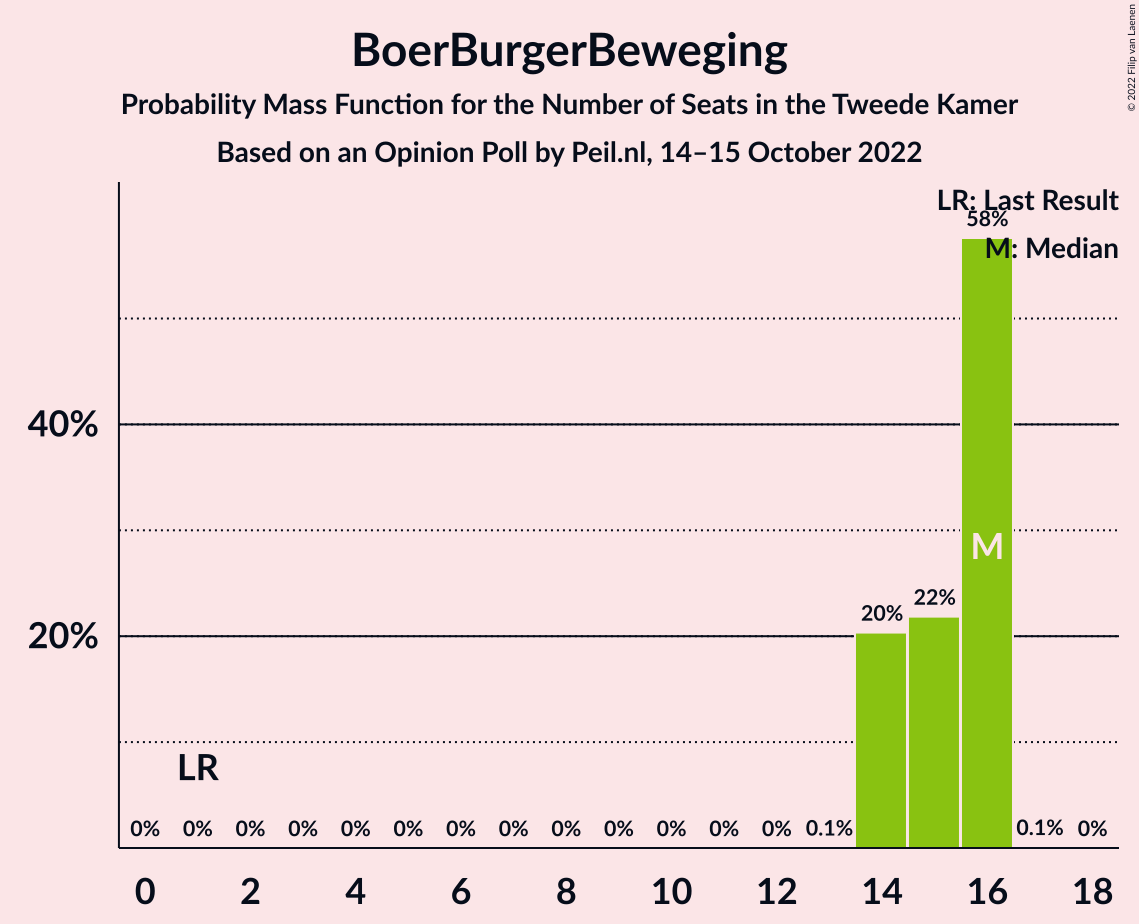 BoerBurgerBeweging
Probability Mass Function for the Number of Seats in the Tweede Kamer
Based on an Opinion Poll by Peil.nl, 14–15 October 2022
© 2022 Filip van Laenen
LR: Last Result
58%
M: Median
40%
M
22%
20%
20%
LR
0% 0% 0% 0% 0% 0% 0% 0% 0% 0% 0% 0% 0% 0.1% 0.1% 0%
0 2 4 6 8 10 12 14 16 18